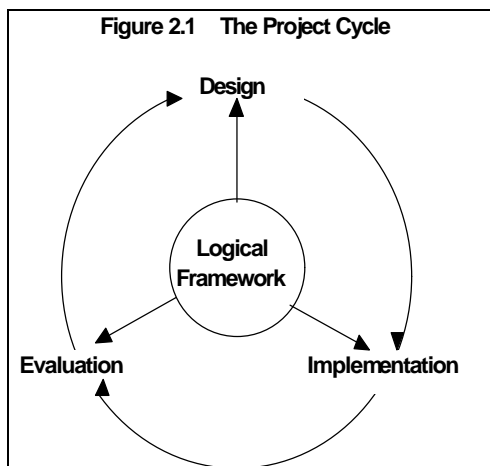 Figure 2.1 The Project Cycle
Design
Logical
Framework
Evaluation
Implementation